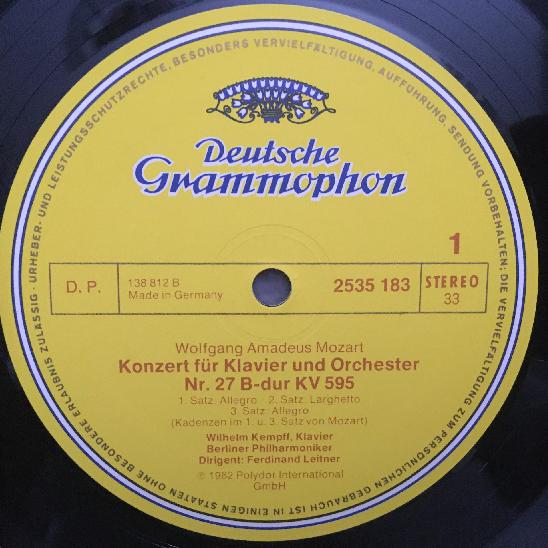 URHEBER- UND LEISTUNGSSCHUTZRECHTE, BESONDERS VERVIELFÄLTIGUNG, AUFFÜHRUNG, SENDUNG VORBEHALTEN; DIE VERVIELFÄLTIGUNG ZUM PERSÖNLICHEN GEBRAUCH IST IN EINIGEN STAATEN OHNE BESONDERE ERLAUBNIS ZULÄSSIG ·
Deutsche
Grammophon
1
D. P.
138 812 B
Made in Germany
2535 183
STEREO
33
Wolfgang Amadeus Mozart
Konzert für Klavier und Orchester
Nr. 27 B-dur KV 595
1. Satz: Allegro · 2. Satz: Larghetto
3. Satz: Allegro
(Kadenzen im 1. u. 3. Satz von Mozart)
Wilhelm Kempff, Klavier
Berliner Philharmoniker
Dirigent: Ferdinand Leitner
℗ 1962 Polydor International
GmbH